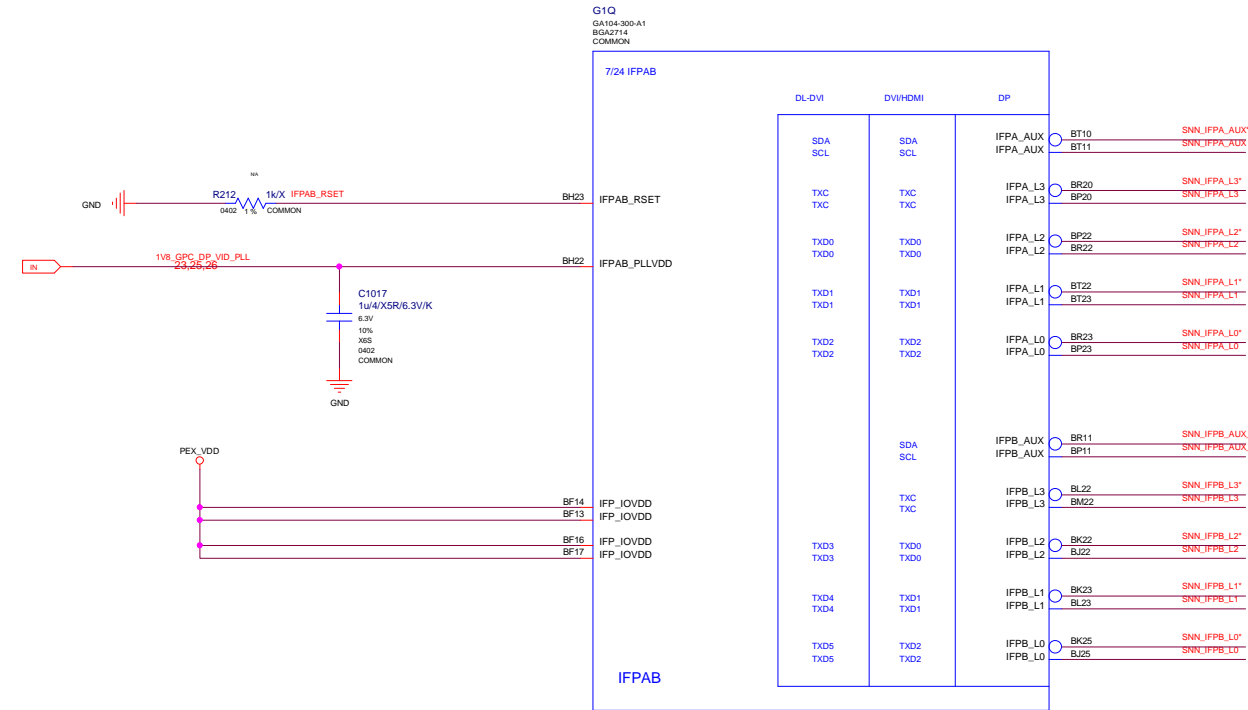 G1Q
GA104-300-A1
BGA2714
COMMON
7/24 IFPAB
DL-DVI DVI/HDMI DP
SDA SDA IFPA_AUX BT10 SNN_IFPA_AUX*
SCL SCL IFPA_AUX BT11 SNN_IFPA_AUX
N/A
R212 1k/X IFPAB_RSET
GND 0402 1 % COMMON
BH23 IFPAB_RSET
TXC TXC IFPA_L3 BR20 SNN_IFPA_L3*
TXC TXC IFPA_L3 BP20 SNN_IFPA_L3
TXD0 TXD0 IFPA_L2 BP22 SNN_IFPA_L2*
TXD0 TXD0 IFPA_L2 BR22 SNN_IFPA_L2
IN 1V8_GPC_DP_VID_PLL
23,25,26
BH22 IFPAB_PLLVDD
TXD1 TXD1 IFPA_L1 BT22 SNN_IFPA_L1*
TXD1 TXD1 IFPA_L1 BT23 SNN_IFPA_L1
C1017
1u/4/X5R/6.3V/K
6.3V
10%
X6S
0402
COMMON
GND
TXD2 TXD2 IFPA_L0 BR23 SNN_IFPA_L0*
TXD2 TXD2 IFPA_L0 BP23 SNN_IFPA_L0
SDA IFPB_AUX BR11 SNN_IFPB_AUX
SCL IFPB_AUX BP11 SNN_IFPB_AUX
PEX_VDD
BF14 IFP_IOVDD
BF13 IFP_IOVDD
BF16 IFP_IOVDD
BF17 IFP_IOVDD
TXC IFPB_L3 BL22 SNN_IFPB_L3*
TXC IFPB_L3 BM22 SNN_IFPB_L3
TXD3 TXD0 IFPB_L2 BK22 SNN_IFPB_L2*
TXD3 TXD0 IFPB_L2 BJ22 SNN_IFPB_L2
TXD4 TXD1 IFPB_L1 BK23 SNN_IFPB_L1*
TXD4 TXD1 IFPB_L1 BL23 SNN_IFPB_L1
TXD5 TXD2 IFPB_L0 BK25 SNN_IFPB_L0*
TXD5 TXD2 IFPB_L0 BJ25 SNN_IFPB_L0
IFPAB